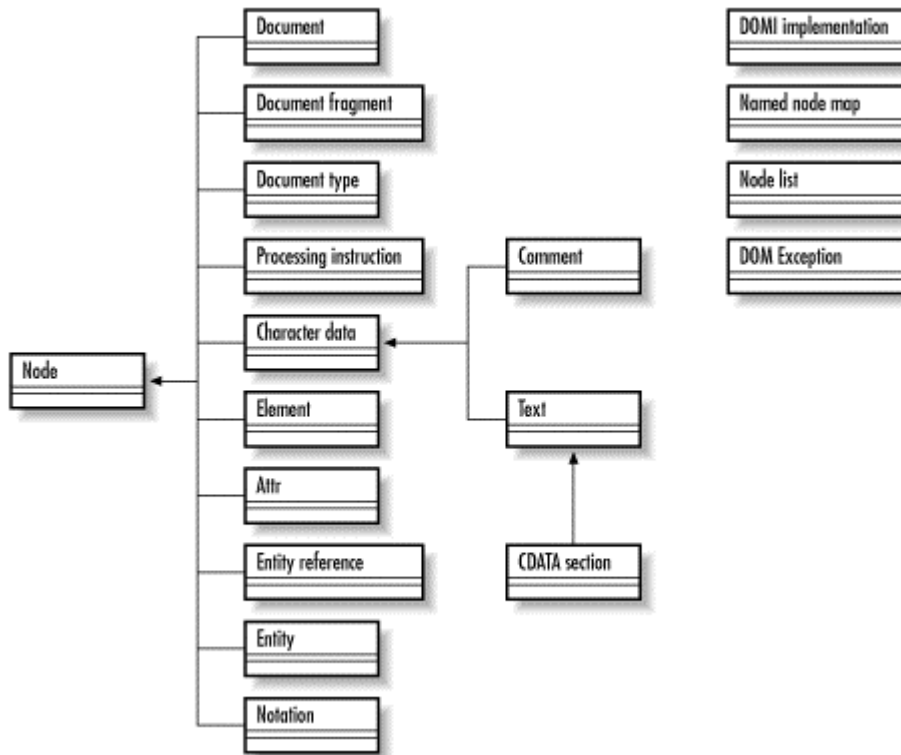 Document
DOMI implementation
Document fragment
Named node map
Document type
Node list
Processing instruction
Comment
DOM Exception
Character data
Node
Element
Text
Attr
Entity reference
CDATA section
Entity
Notation